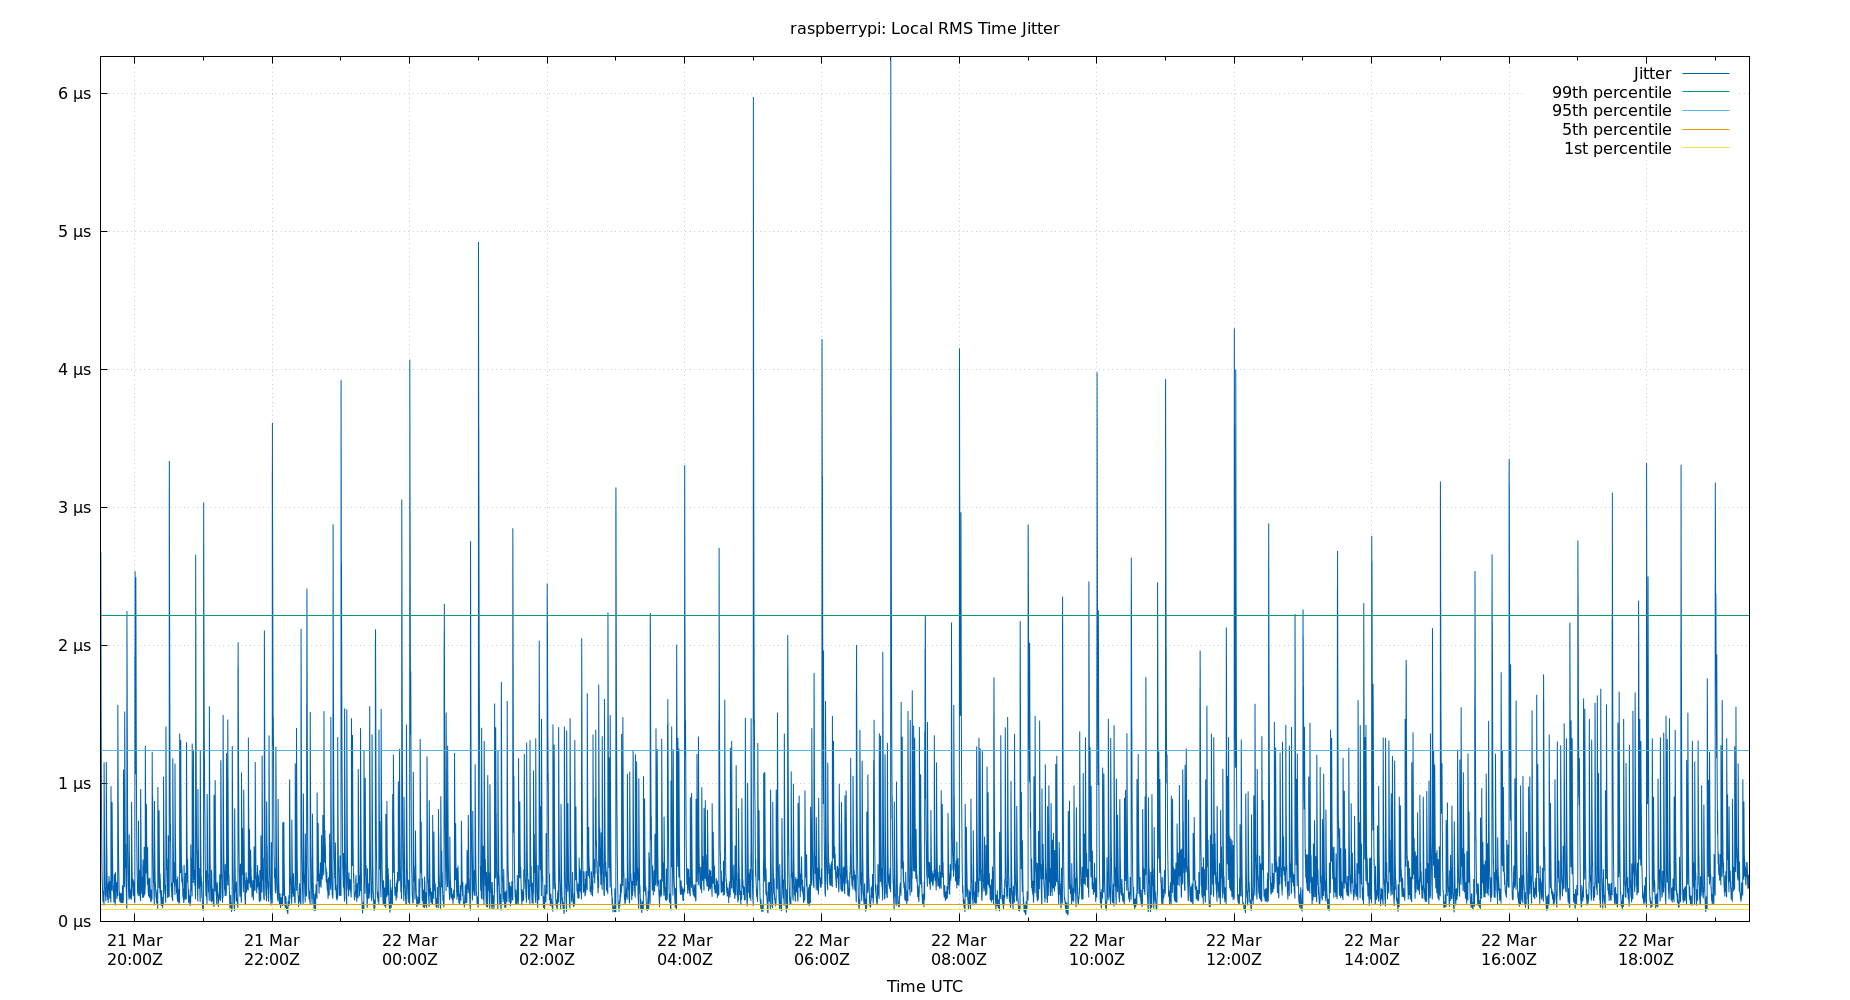 raspberrypi: Local RMS Time Jitter
Jitter
99th percentile
95th percentile
5th percentile
1st percentile
6 μs
5 μs
4 μs
3 μs
2 μs
1 μs
0 μs
21 Mar 21 Mar 22 Mar 22 Mar 22 Mar 22 Mar 22 Mar 22 Mar 22 Mar 22 Mar 22 Mar 22 Mar
20:00Z 22:00Z 00:00Z 02:00Z 04:00Z 06:00Z 08:00Z 10:00Z 12:00Z 14:00Z 16:00Z 18:00Z
Time UTC